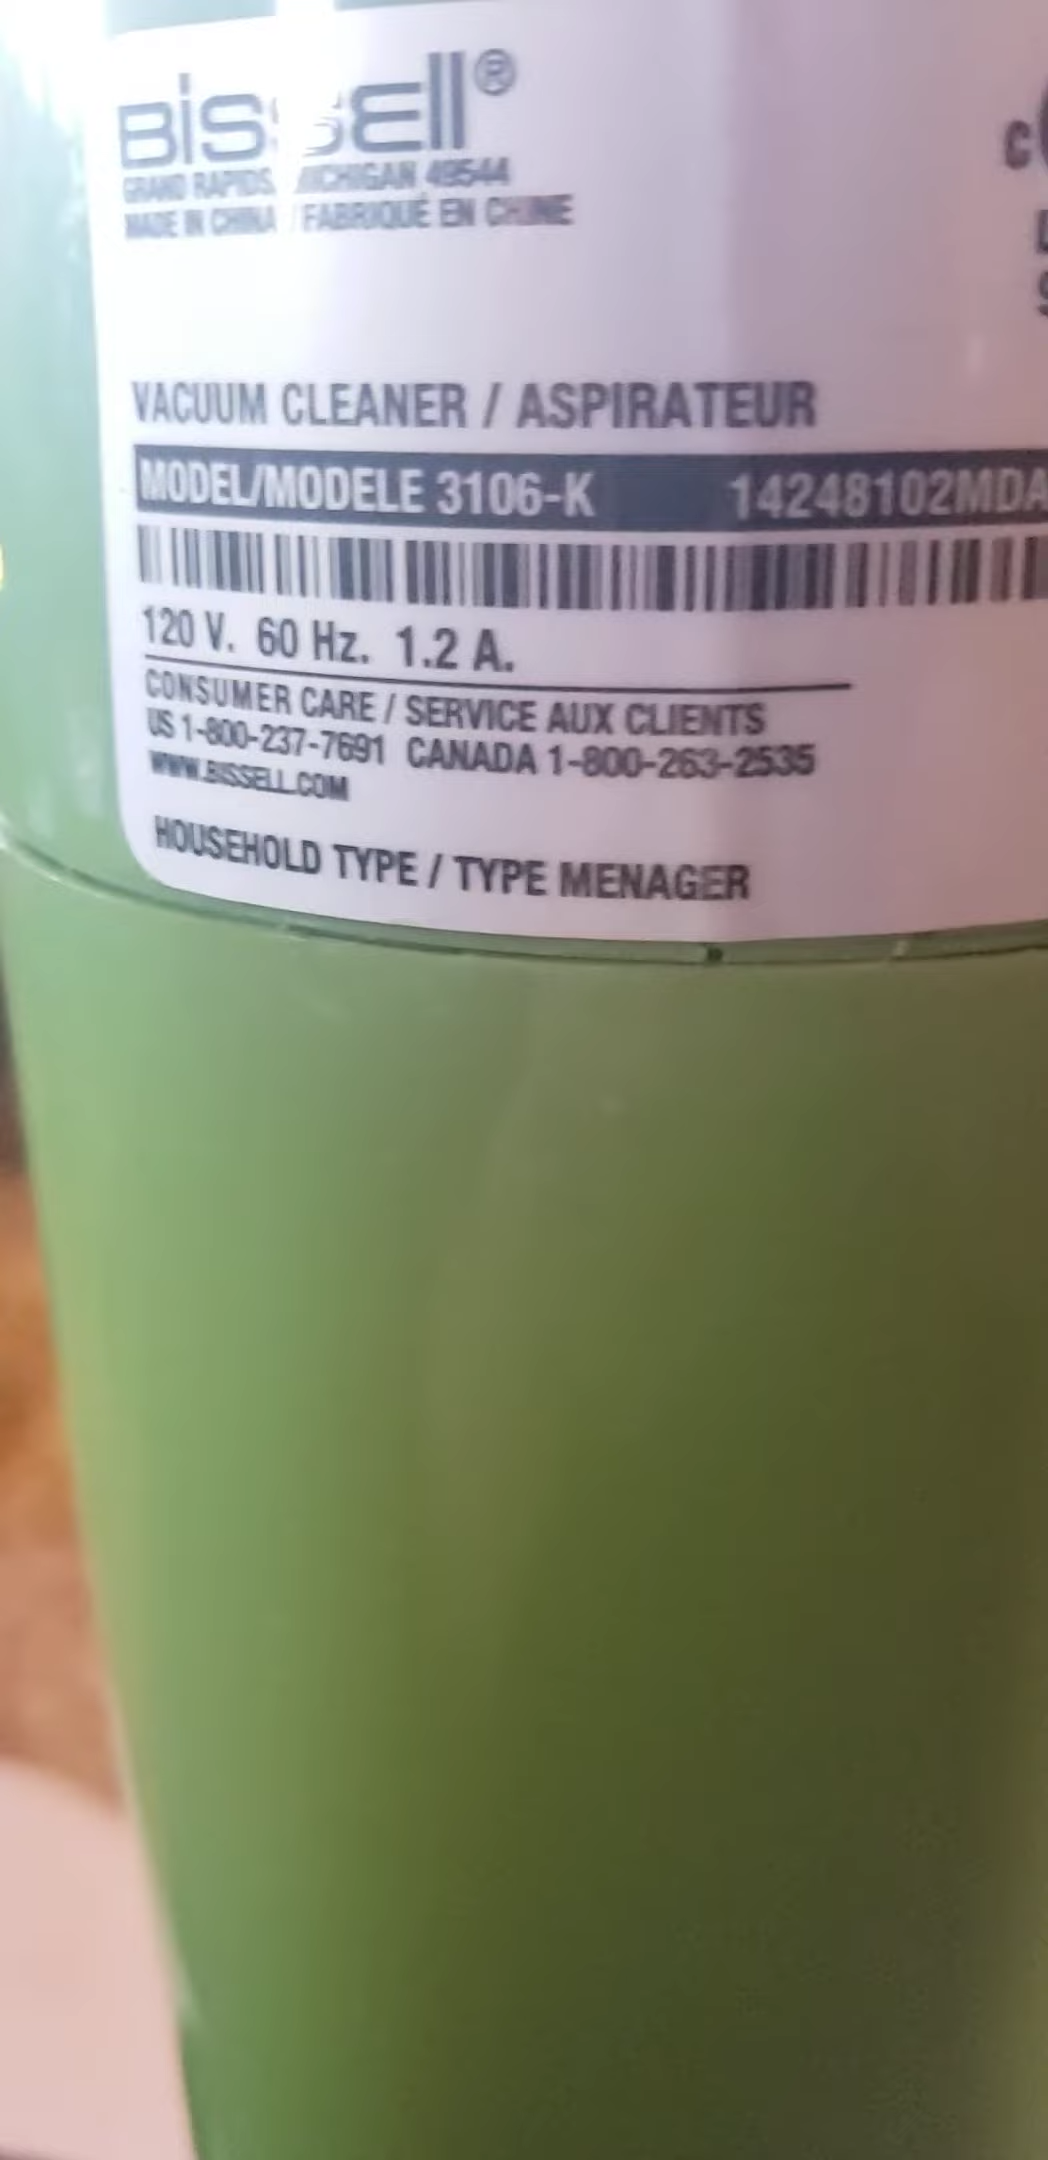 Bissell®
GRAND RAPIDS, MICHIGAN 49544
MADE IN CHINA / FABRIQUÉ EN CHINE
C
VACUUM CLEANER / ASPIRATEUR
MODEL/MODELE 3106-K 14248102MDA
120 V. 60 Hz. 1.2 A.
CONSUMER CARE / SERVICE AUX CLIENTS
US 1-800-237-7691 CANADA 1-800-263-2535
WWW.BISSELL.COM
HOUSEHOLD TYPE / TYPE MENAGER